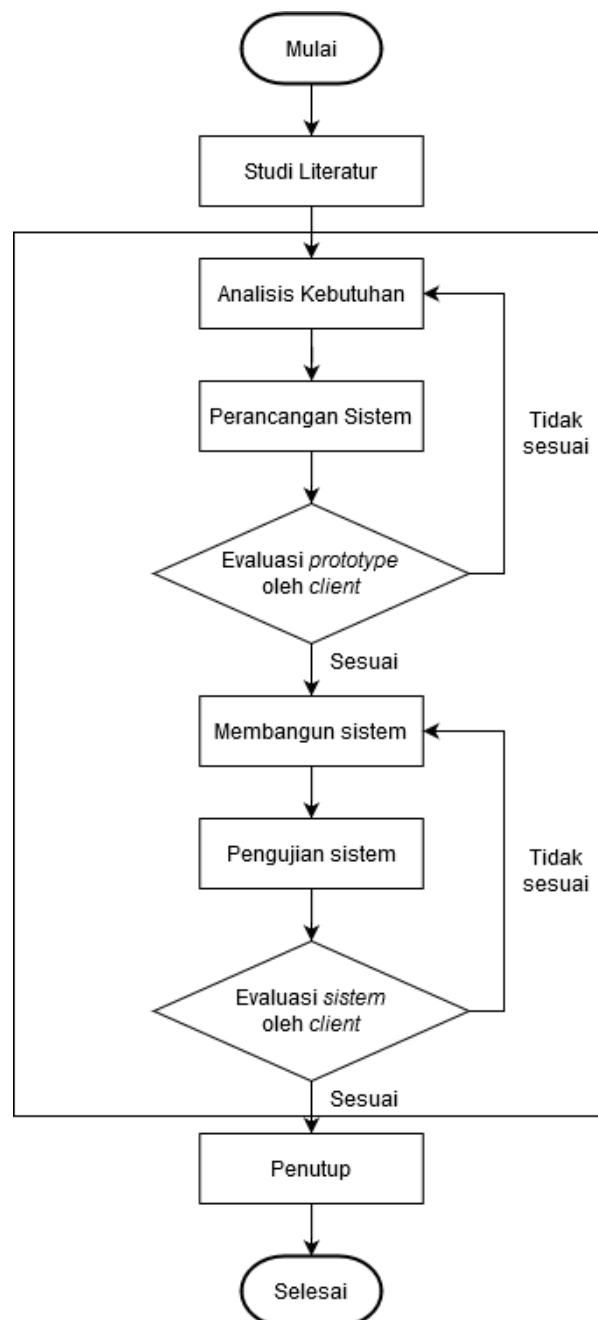 Mulai
Studi Literatur
Analisis Kebutuhan
Perancangan Sistem
Tidak
sesuai
Evaluasi prototype
oleh client
Sesuai
Membangun sistem
Pengujian sistem
Tidak
sesuai
Evaluasi sistem
oleh client
Sesuai
Penutup
Selesai